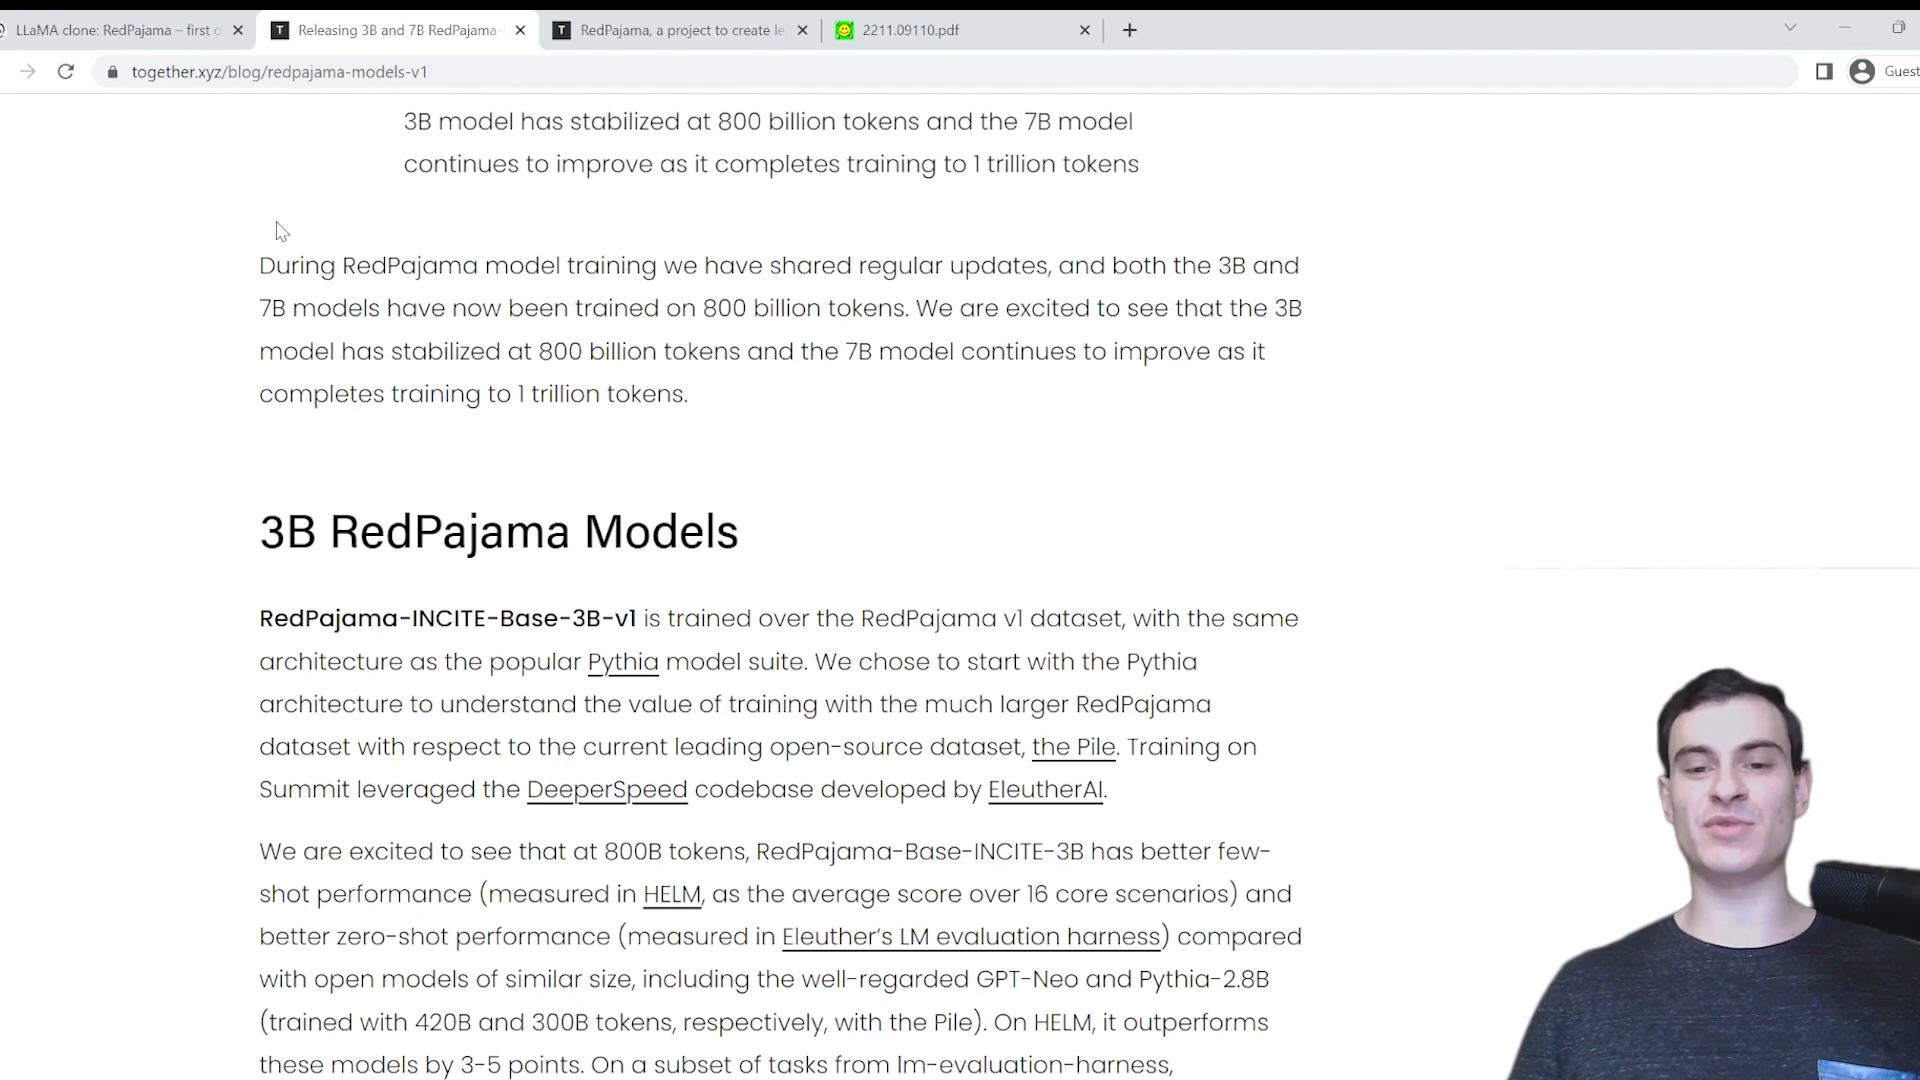 LLaMA clone: RedPajama – first o
Releasing 3B and 7B RedPajama-
RedPajama, a project to create le
2211.09110.pdf
together.xyz/blog/redpajama-models-v1
Guest
3B model has stabilized at 800 billion tokens and the 7B model
continues to improve as it completes training to 1 trillion tokens
During RedPajama model training we have shared regular updates, and both the 3B and
7B models have now been trained on 800 billion tokens. We are excited to see that the 3B
model has stabilized at 800 billion tokens and the 7B model continues to improve as it
completes training to 1 trillion tokens.
3B RedPajama Models
RedPajama-INCITE-Base-3B-v1 is trained over the RedPajama v1 dataset, with the same
architecture as the popular Pythia model suite. We chose to start with the Pythia
architecture to understand the value of training with the much larger RedPajama
dataset with respect to the current leading open-source dataset, the Pile. Training on
Summit leveraged the DeeperSpeed codebase developed by EleutherAI.
We are excited to see that at 800B tokens, RedPajama-Base-INCITE-3B has better few-
shot performance (measured in HELM, as the average score over 16 core scenarios) and
better zero-shot performance (measured in Eleuther's LM evaluation harness) compared
with open models of similar size, including the well-regarded GPT-Neo and Pythia-2.8B
(trained with 420B and 300B tokens, respectively, with the Pile). On HELM, it outperforms
these models by 3-5 points. On a subset of tasks from lm-evaluation-harness,